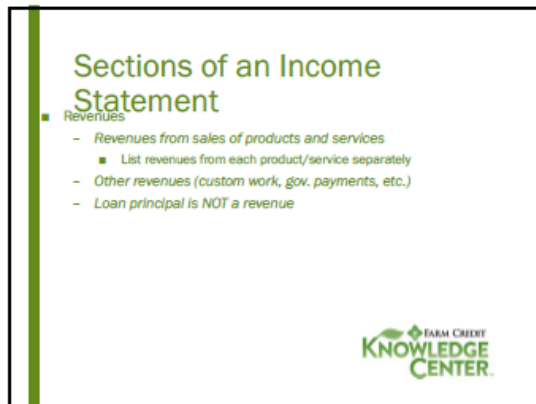 Sections of an Income
Statement
■ Revenues
– Revenues from sales of products and services
■ List revenues from each product/service separately
– Other revenues (custom work, gov. payments, etc.)
– Loan principal is NOT a revenue
FARM CREDIT
KNOWLEDGE
CENTER